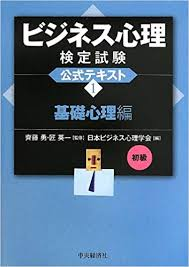 ビジネス心理
検定試験
公式テキスト
1
基礎心理編
初級
齊藤 勇・匠 英一[監修] 日本ビジネス心理学会[編]
中央経済社